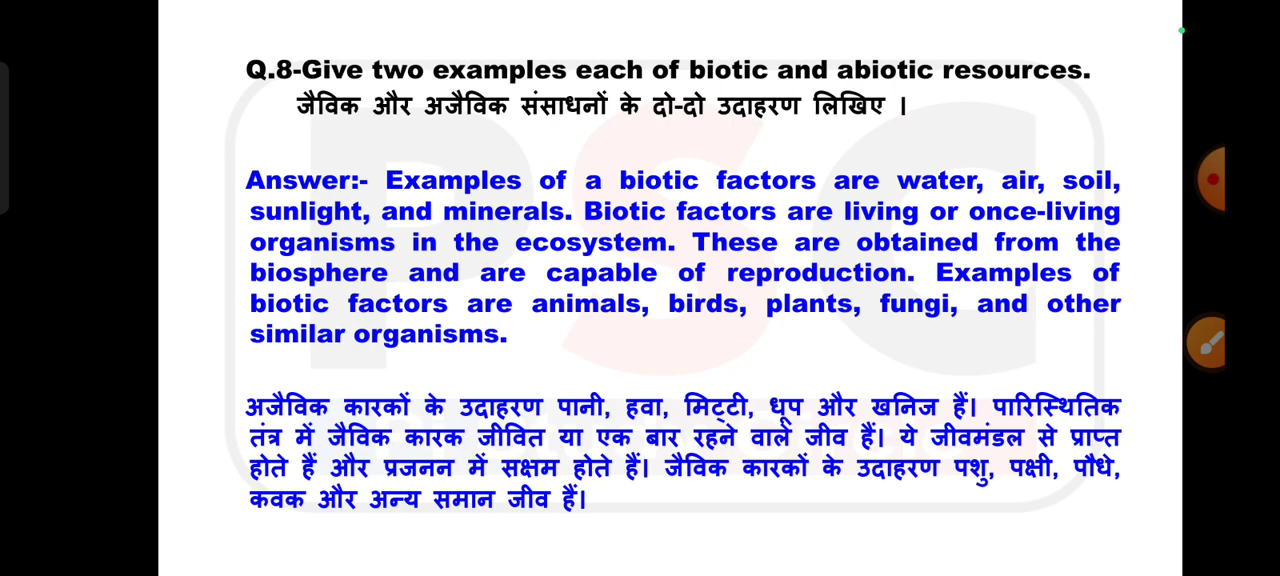 Q.8-Give two examples each of biotic and abiotic resources.
जैविक और अजैविक संसाधनों के दो-दो उदाहरण लिखिए ।
Answer:- Examples of a biotic factors are water, air, soil,
sunlight, and minerals. Biotic factors are living or once-living
organisms in the ecosystem. These are obtained from the
biosphere and are capable of reproduction. Examples of
biotic factors are animals, birds, plants, fungi, and other
similar organisms.
अजैविक कारकों के उदाहरण पानी, हवा, मिट्टी, धूप और खनिज हैं। पारिस्थितिक
तंत्र में जैविक कारक जीवित या एक बार रहने वाले जीव हैं। ये जीवमंडल से प्राप्त
होते हैं और प्रजनन में सक्षम होते हैं। जैविक कारकों के उदाहरण पशु, पक्षी, पौधे,
कवक और अन्य समान जीव हैं।
PSC